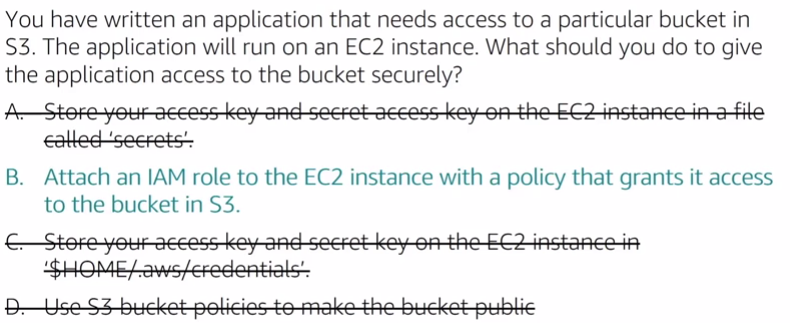 You have written an application that needs access to a particular bucket in
S3. The application will run on an EC2 instance. What should you do to give
the application access to the bucket securely?
A. Store your access key and secret access key on the EC2 instance in a file
called ‘secrets’.
B. Attach an IAM role to the EC2 instance with a policy that grants it access
to the bucket in S3.
C. Store your access key and secret key on the EC2 instance in
‘$HOME/.aws/credentials’.
D. Use S3 bucket policies to make the bucket public